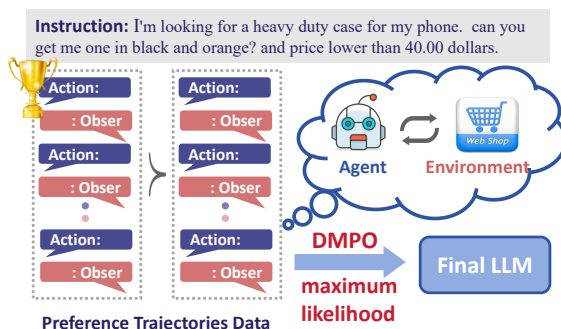 Instruction: I'm looking for a heavy duty case for my phone. can you
get me one in black and orange? and price lower than 40.00 dollars.
Action:
: Obser
Action:
: Obser
Action:
: Obser
Action:
: Obser
Action:
: Obser
Action:
: Obser
Web Shop
Agent
Environment
DMPO
maximum
likelihood
Final LLM
Preference Trajectories Data